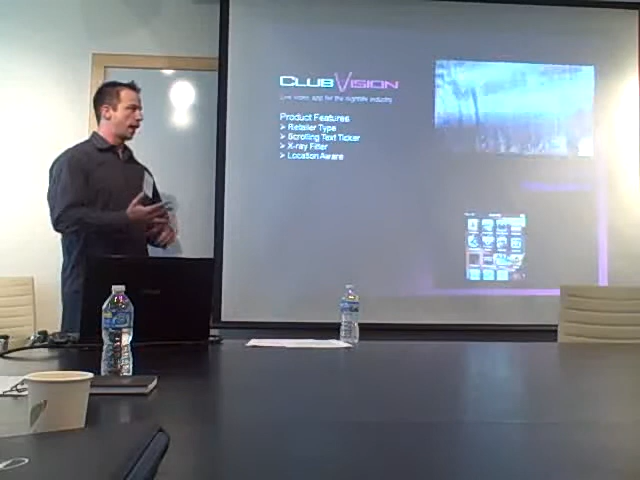 CLUBVISION
Live video app for the nightlife industry
Product Features
➢ Retailer Type
➢ Scrolling Text Ticker
➢ X-ray Filter
➢ Location Aware